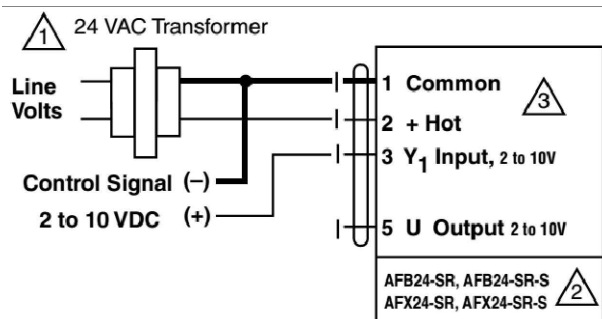 1 24 VAC Transformer
Line
Volts
1 Common
3
2 + Hot
3 Y1 Input, 2 to 10V
Control Signal (–)
2 to 10 VDC (+)
5 U Output 2 to 10V
AFB24-SR, AFB24-SR-S
AFX24-SR, AFX24-SR-S
2